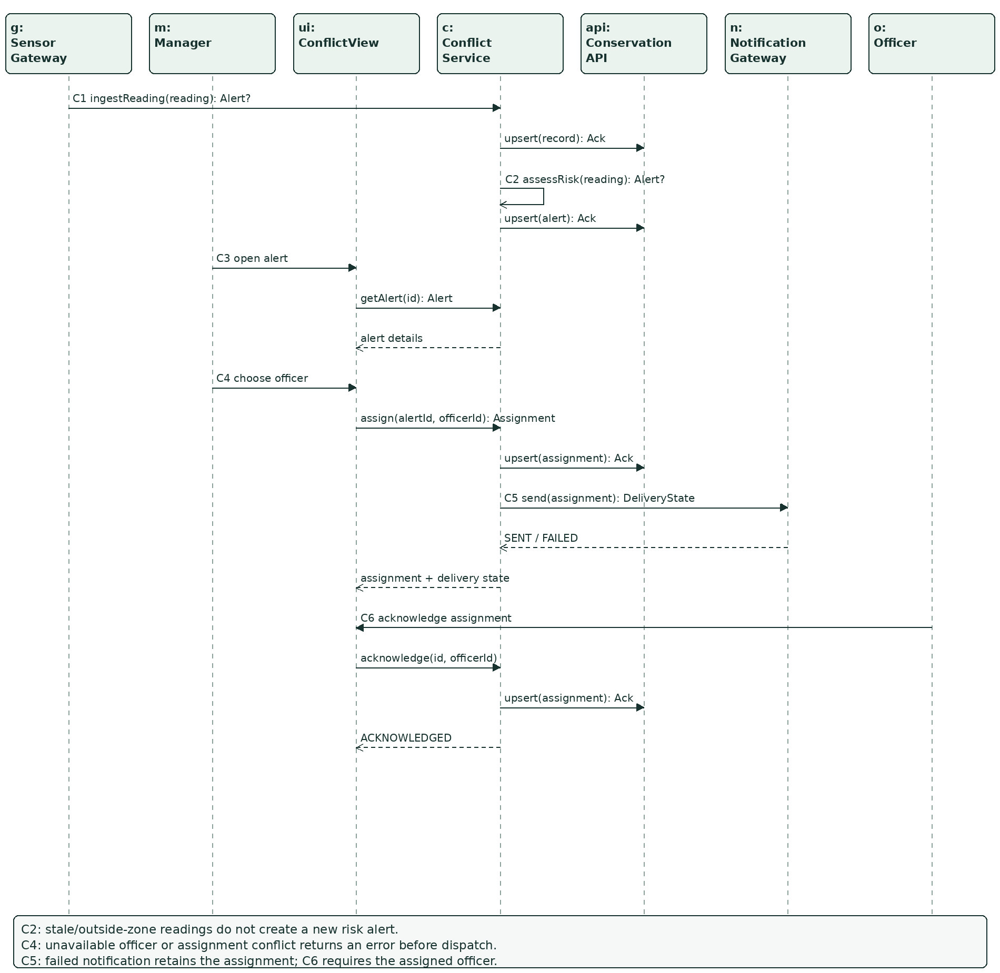 g:
Sensor
Gateway
m:
Manager
ui:
ConflictView
c:
Conflict
Service
api:
Conservation
API
n:
Notification
Gateway
o:
Officer
C1 ingestReading(reading): Alert?
upsert(record): Ack
C2 assessRisk(reading): Alert?
upsert(alert): Ack
C3 open alert
getAlert(id): Alert
alert details
C4 choose officer
assign(alertId, officerId): Assignment
upsert(assignment): Ack
C5 send(assignment): DeliveryState
SENT / FAILED
assignment + delivery state
C6 acknowledge assignment
acknowledge(id, officerId)
upsert(assignment): Ack
ACKNOWLEDGED
C2: stale/outside-zone readings do not create a new risk alert.
C4: unavailable officer or assignment conflict returns an error before dispatch.
C5: failed notification retains the assignment; C6 requires the assigned officer.